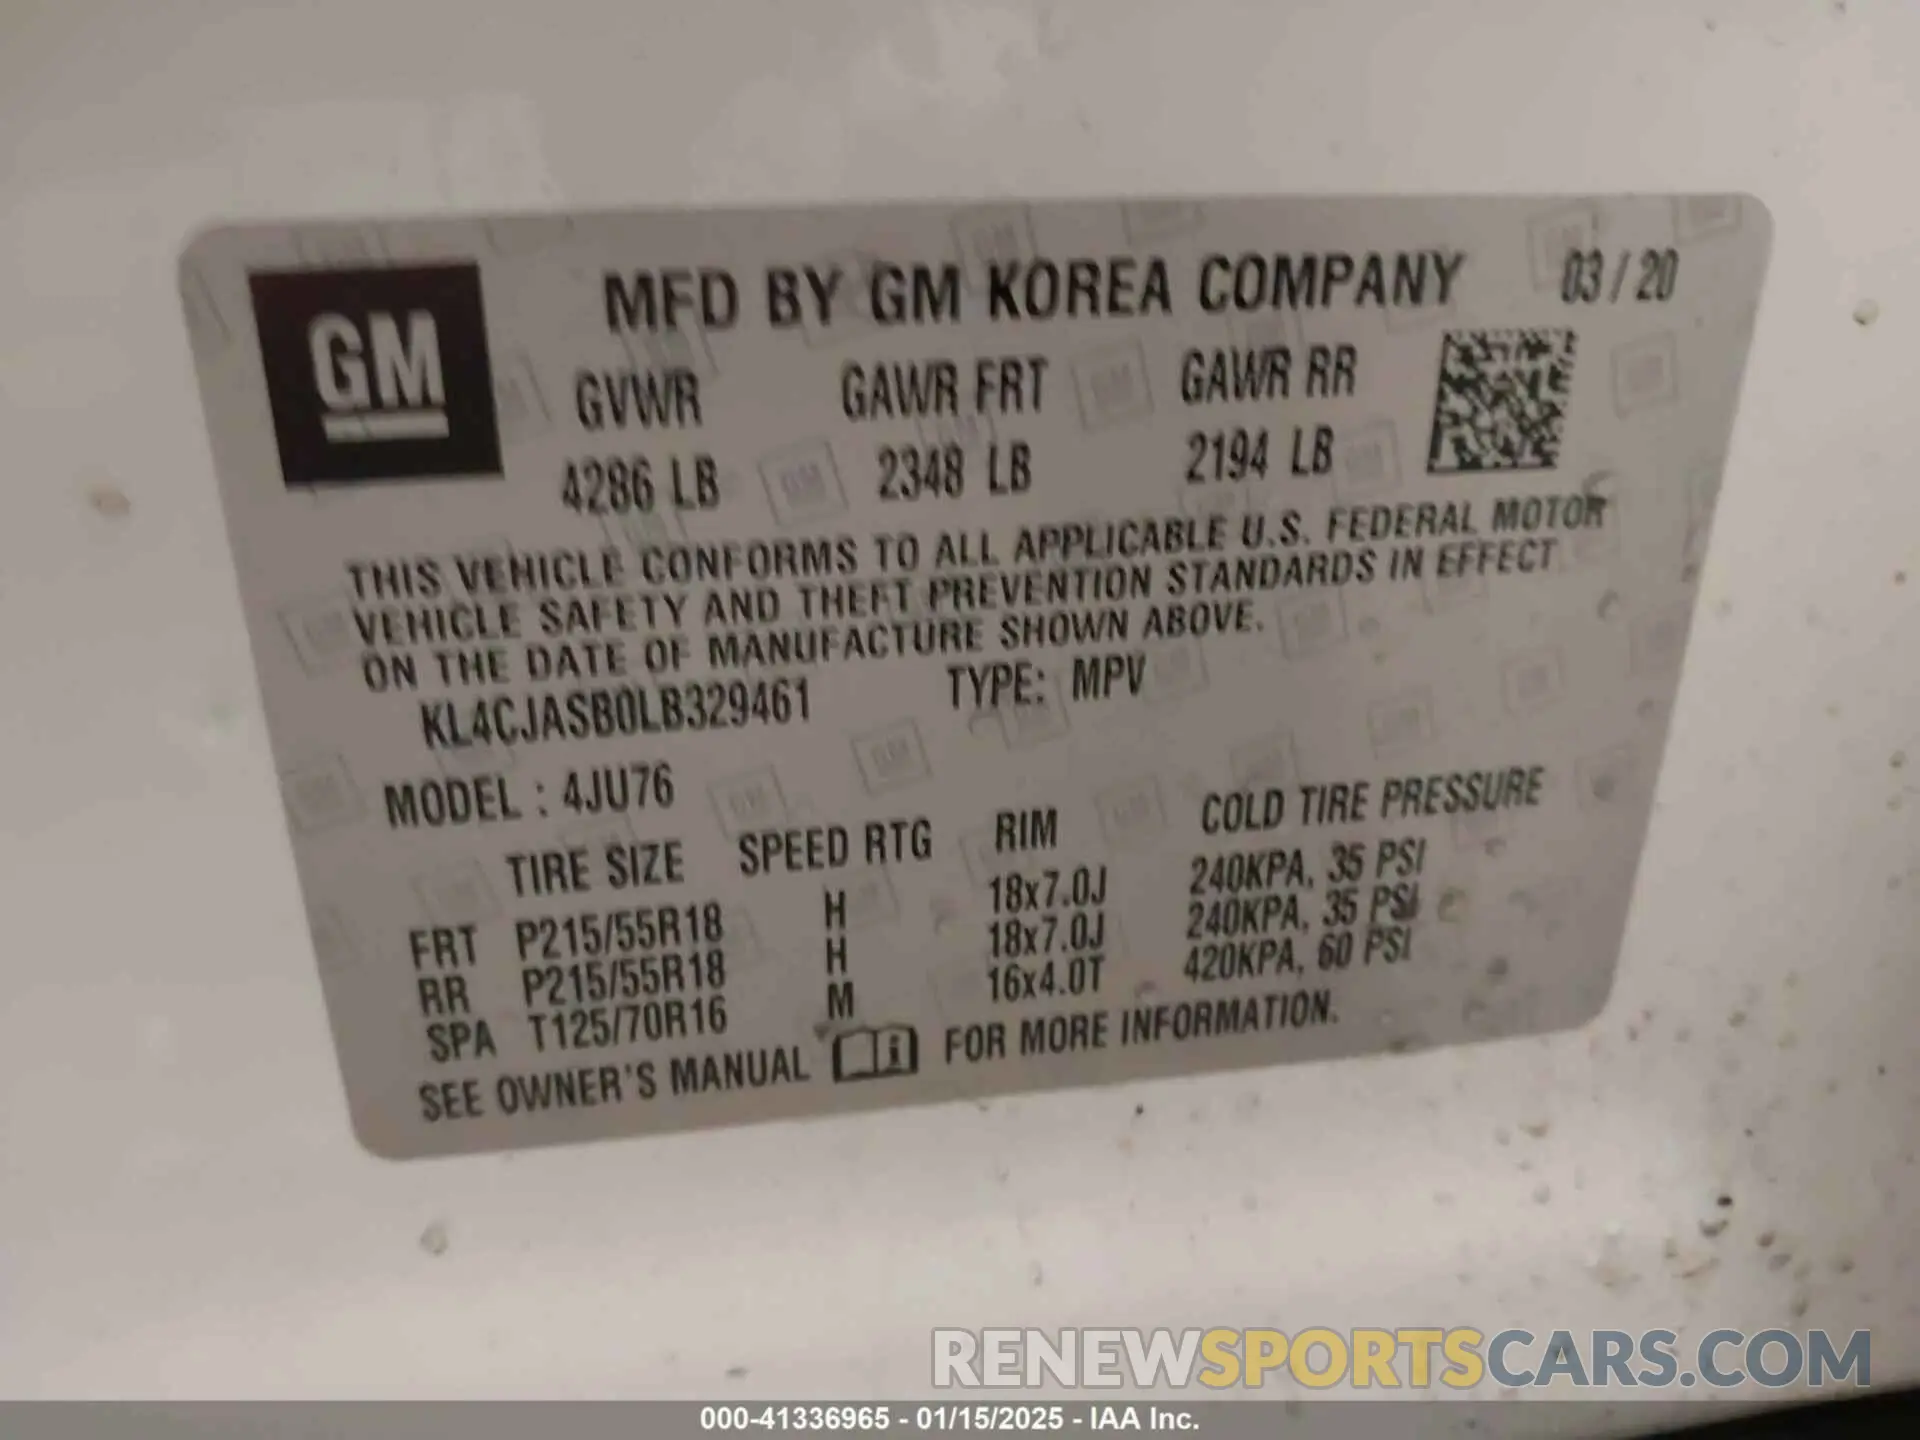 GM
MFD BY GM KOREA COMPANY 03 / 20
GVWR GAWR FRT GAWR RR
4286 LB 2348 LB 2194 LB
THIS VEHICLE CONFORMS TO ALL APPLICABLE U.S. FEDERAL MOTOR
VEHICLE SAFETY AND THEFT PREVENTION STANDARDS IN EFFECT
ON THE DATE OF MANUFACTURE SHOWN ABOVE.
KL4CJASB0LB329461 TYPE: MPV
MODEL : 4JU76
TIRE SIZE SPEED RTG RIM COLD TIRE PRESSURE
FRT P215/55R18 H 18x7.0J 240KPA, 35 PSI
RR P215/55R18 H 18x7.0J 240KPA, 35 PSI
SPA T125/70R16 M 16x4.0T 420KPA, 60 PSI
SEE OWNER'S MANUAL i FOR MORE INFORMATION.
RENEWSPORTSCARS.COM
000-41336965 - 01/15/2025 - IAA Inc.